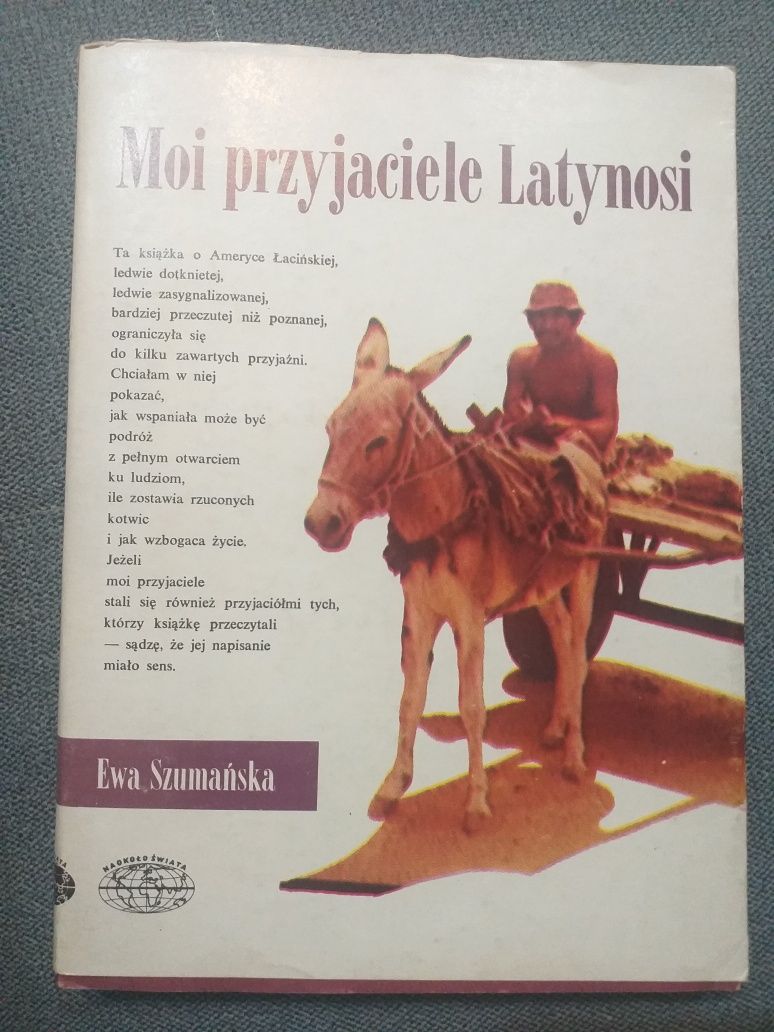 Moi przyjaciele Latynosi
Ta książka o Ameryce Łacińskiej,
ledwie dotkniętej,
ledwie zasygnalizowanej,
bardziej przeczutej niż poznanej,
ograniczyła się
do kilku zawartych przyjaźni.
Chciałam w niej
pokazać,
jak wspaniała może być
podróż
z pełnym otwarciem
ku ludziom,
ile zostawia rzuconych
kotwic
i jak wzbogaca życie.
Jeżeli
moi przyjaciele
stali się również przyjaciółmi tych,
którzy książkę przeczytali
— sądzę, że jej napisanie
miało sens.
Ewa Szumańska
NAOKOŁO ŚWIATA